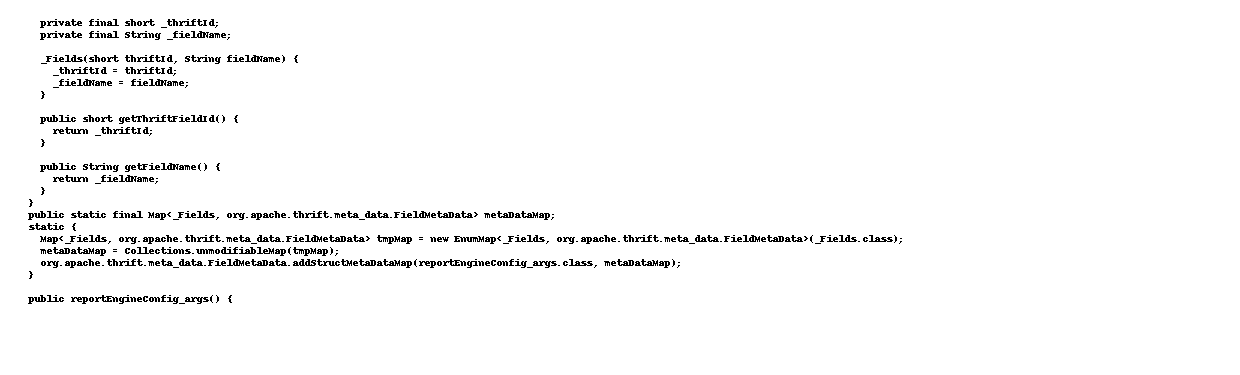 private final short _thriftId;
private final String _fieldName;
_Fields(short thriftId, String fieldName) {
_thriftId = thriftId;
_fieldName = fieldName;
}
public short getThriftFieldId() {
return _thriftId;
}
public String getFieldName() {
return _fieldName;
}
}
public static final Map<_Fields, org.apache.thrift.meta_data.FieldMetaData> metaDataMap;
static {
Map<_Fields, org.apache.thrift.meta_data.FieldMetaData> tmpMap = new EnumMap<_Fields, org.apache.thrift.meta_data.FieldMetaData>(_Fields.class);
metaDataMap = Collections.unmodifiableMap(tmpMap);
org.apache.thrift.meta_data.FieldMetaData.addStructMetaDataMap(reportEngineConfig_args.class, metaDataMap);
}
public reportEngineConfig_args() {